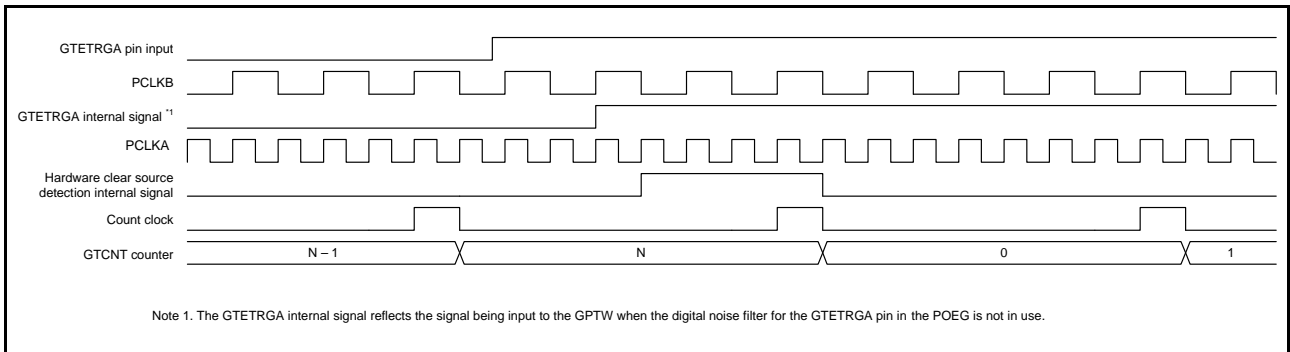 GTETRGA pin input
PCLKB
GTETRGA internal signal *1
PCLKA
Hardware clear source
detection internal signal
Count clock
GTCNT counter
N – 1
N
0
1
Note 1. The GTETRGA internal signal reflects the signal being input to the GPTW when the digital noise filter for the GTETRGA pin in the POEG is not in use.